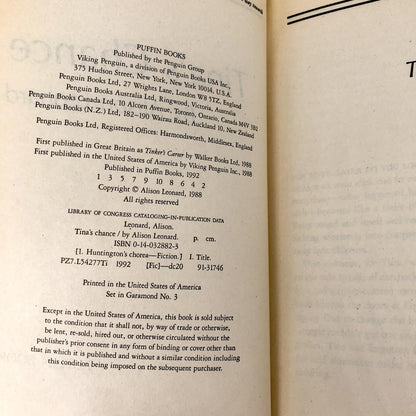 PUFFIN BOOKS
Published by the Penguin Group
Viking Penguin, a division of Penguin Books USA Inc.,
375 Hudson Street, New York, New York 10014, U.S.A.
Penguin Books Ltd, 27 Wrights Lane, London W8 5TZ, England
Penguin Books Australia Ltd, Ringwood, Victoria, Australia
Penguin Books Canada Ltd, 10 Alcorn Avenue, Toronto, Ontario, Canada M4V 3B2
Penguin Books (N.Z.) Ltd, 182–190 Wairau Road, Auckland 10, New Zealand
Penguin Books Ltd, Registered Offices: Harmondsworth, Middlesex, England
First published in Great Britain as Tinker's Career by Walker Books Ltd, 1988
First published in the United States of America by Viking Penguin Inc., 1988
Published in Puffin Books, 1992
1 3 5 7 9 10 8 6 4 2
Copyright © Alison Leonard, 1988
All rights reserved
LIBRARY OF CONGRESS CATALOGING-IN-PUBLICATION DATA
Leonard, Alison.
Tina's chance / by Alison Leonard. p. cm.
ISBN 0-14-032882-3
[1. Huntington's chorea—Fiction.] I. Title.
PZ7.L54277Ti 1992 [Fic]—dc20 91-31746
Printed in the United States of America
Set in Garamond No. 3
Except in the United States of America, this book is sold subject
to the condition that it shall not, by way of trade or otherwise,
be lent, re-sold, hired out, or otherwise circulated without the
publisher's prior consent in any form of binding or cover other than
that in which it is published and without a similar condition including
this condition being imposed on the subsequent purchaser.
T